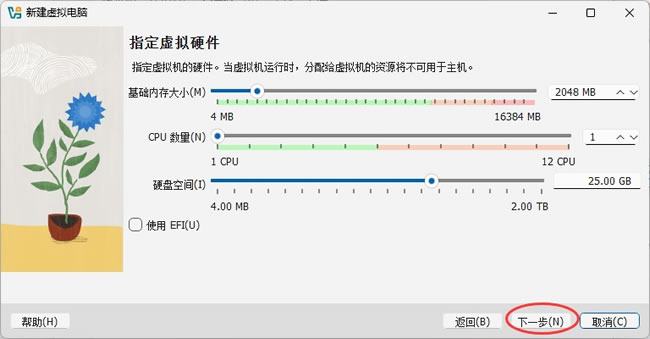 新建虚拟电脑
指定虚拟硬件
指定虚拟机的硬件。当虚拟机运行时，分配给虚拟机的资源将不可用于主机。
基础内存大小(M) 2048 MB
4 MB 16384 MB
CPU 数量(N) 1
1 CPU 12 CPU
硬盘空间(I) 25.00 GB
4.00 MB 2.00 TB
使用 EFI(U)
帮助(H) 返回(B) 下一步(N) 取消(C)